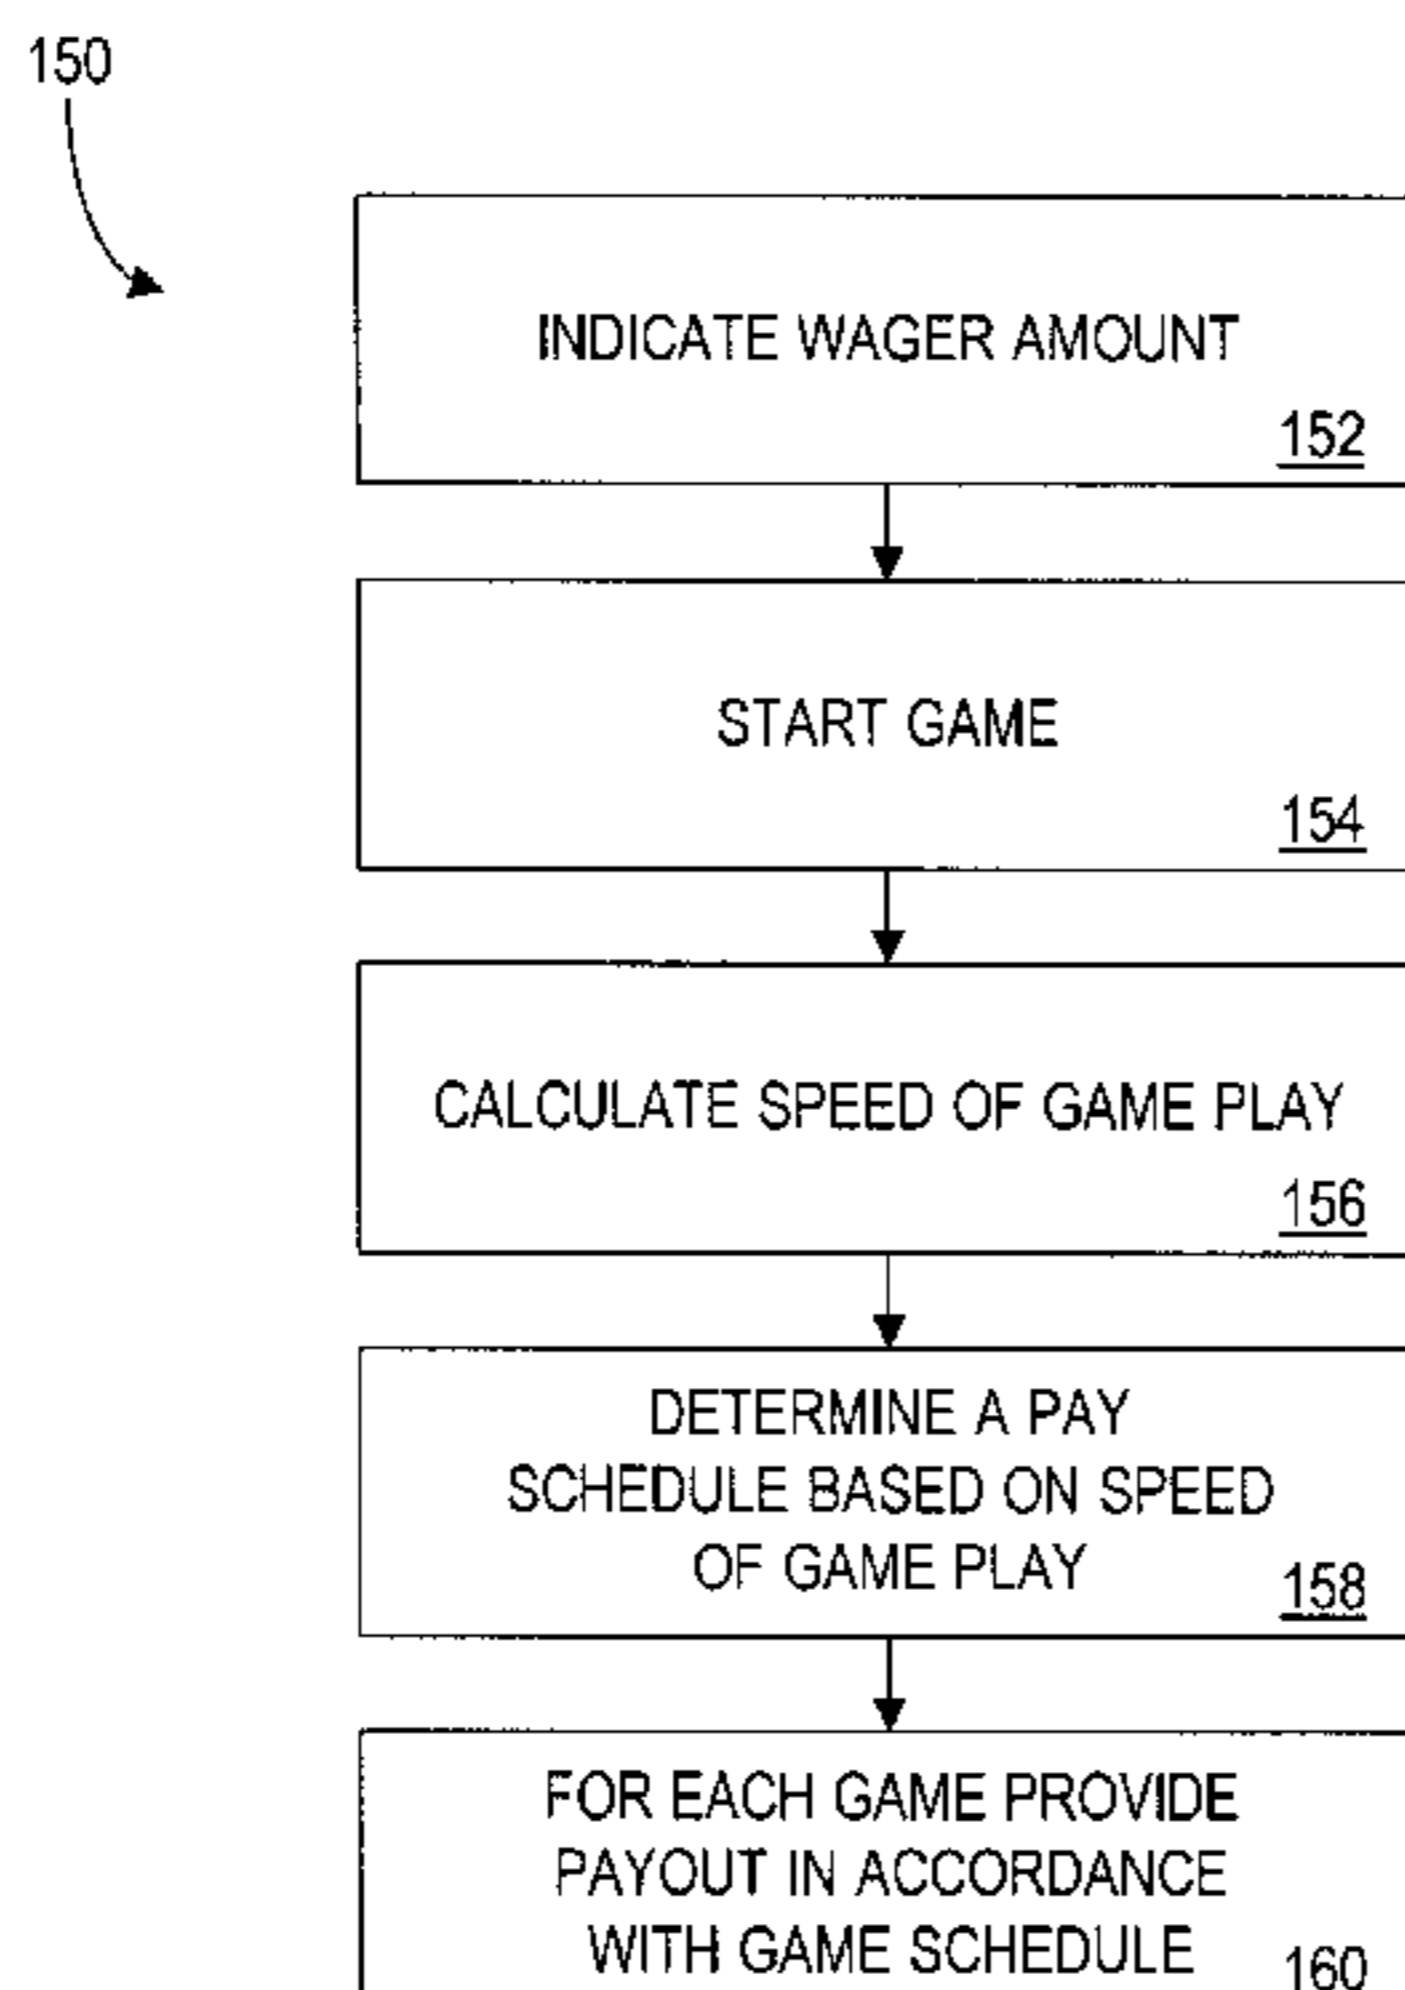 150
INDICATE WAGER AMOUNT
152
START GAME
154
CALCULATE SPEED OF GAME PLAY
156
DETERMINE A PAY
SCHEDULE BASED ON SPEED
OF GAME PLAY
158
FOR EACH GAME PROVIDE
PAYOUT IN ACCORDANCE
WITH GAME SCHEDULE
160